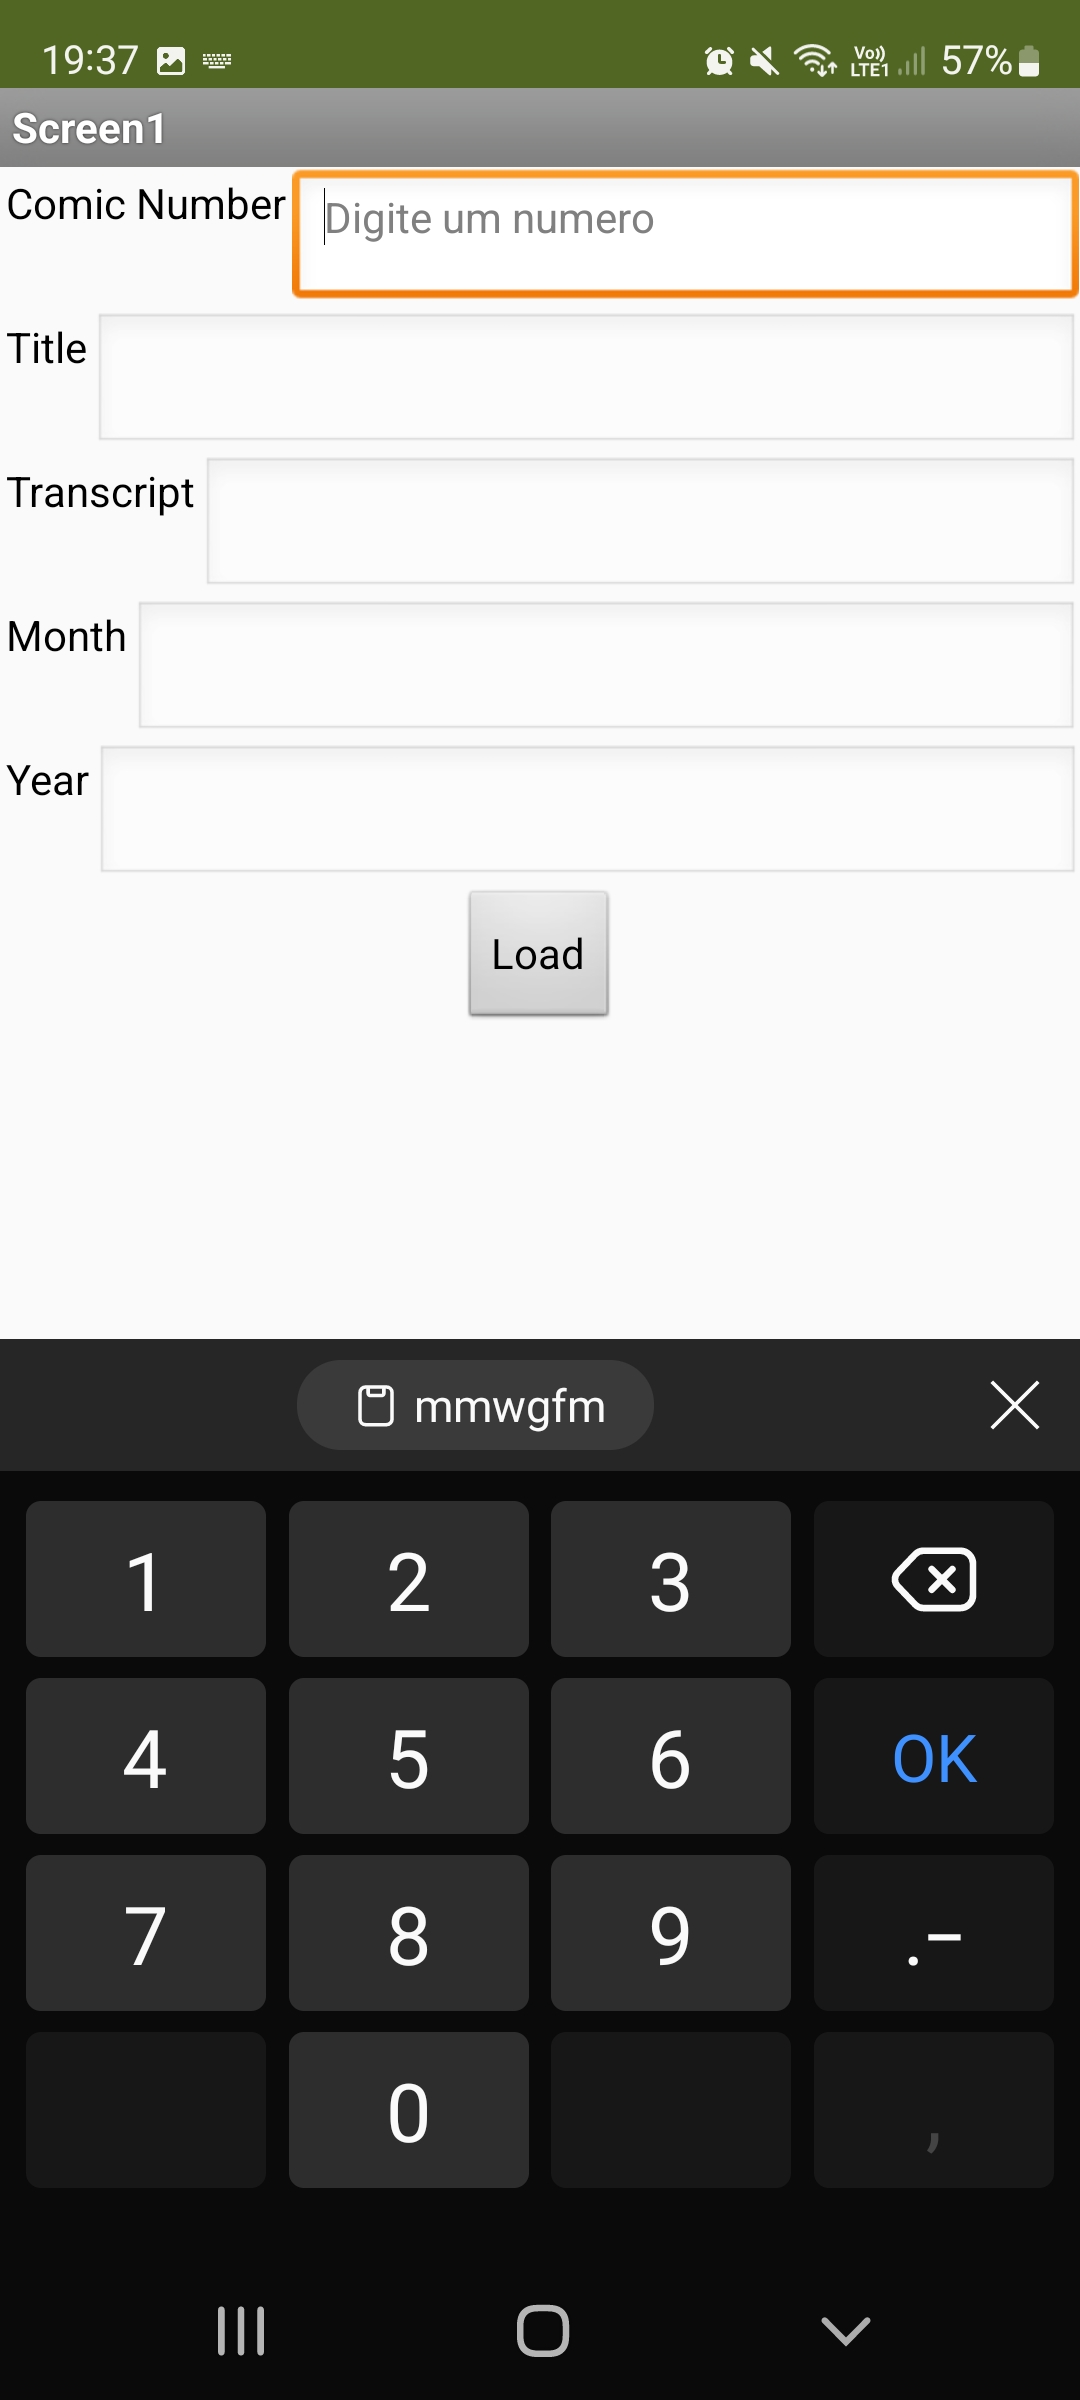 19:37 Vo)) LTE1 57%
Screen1
Comic Number Digite um numero
Title
Transcript
Month
Year
Load
mmwgfm
1 2 3
4 5 6 OK
7 8 9 .-
0 ,